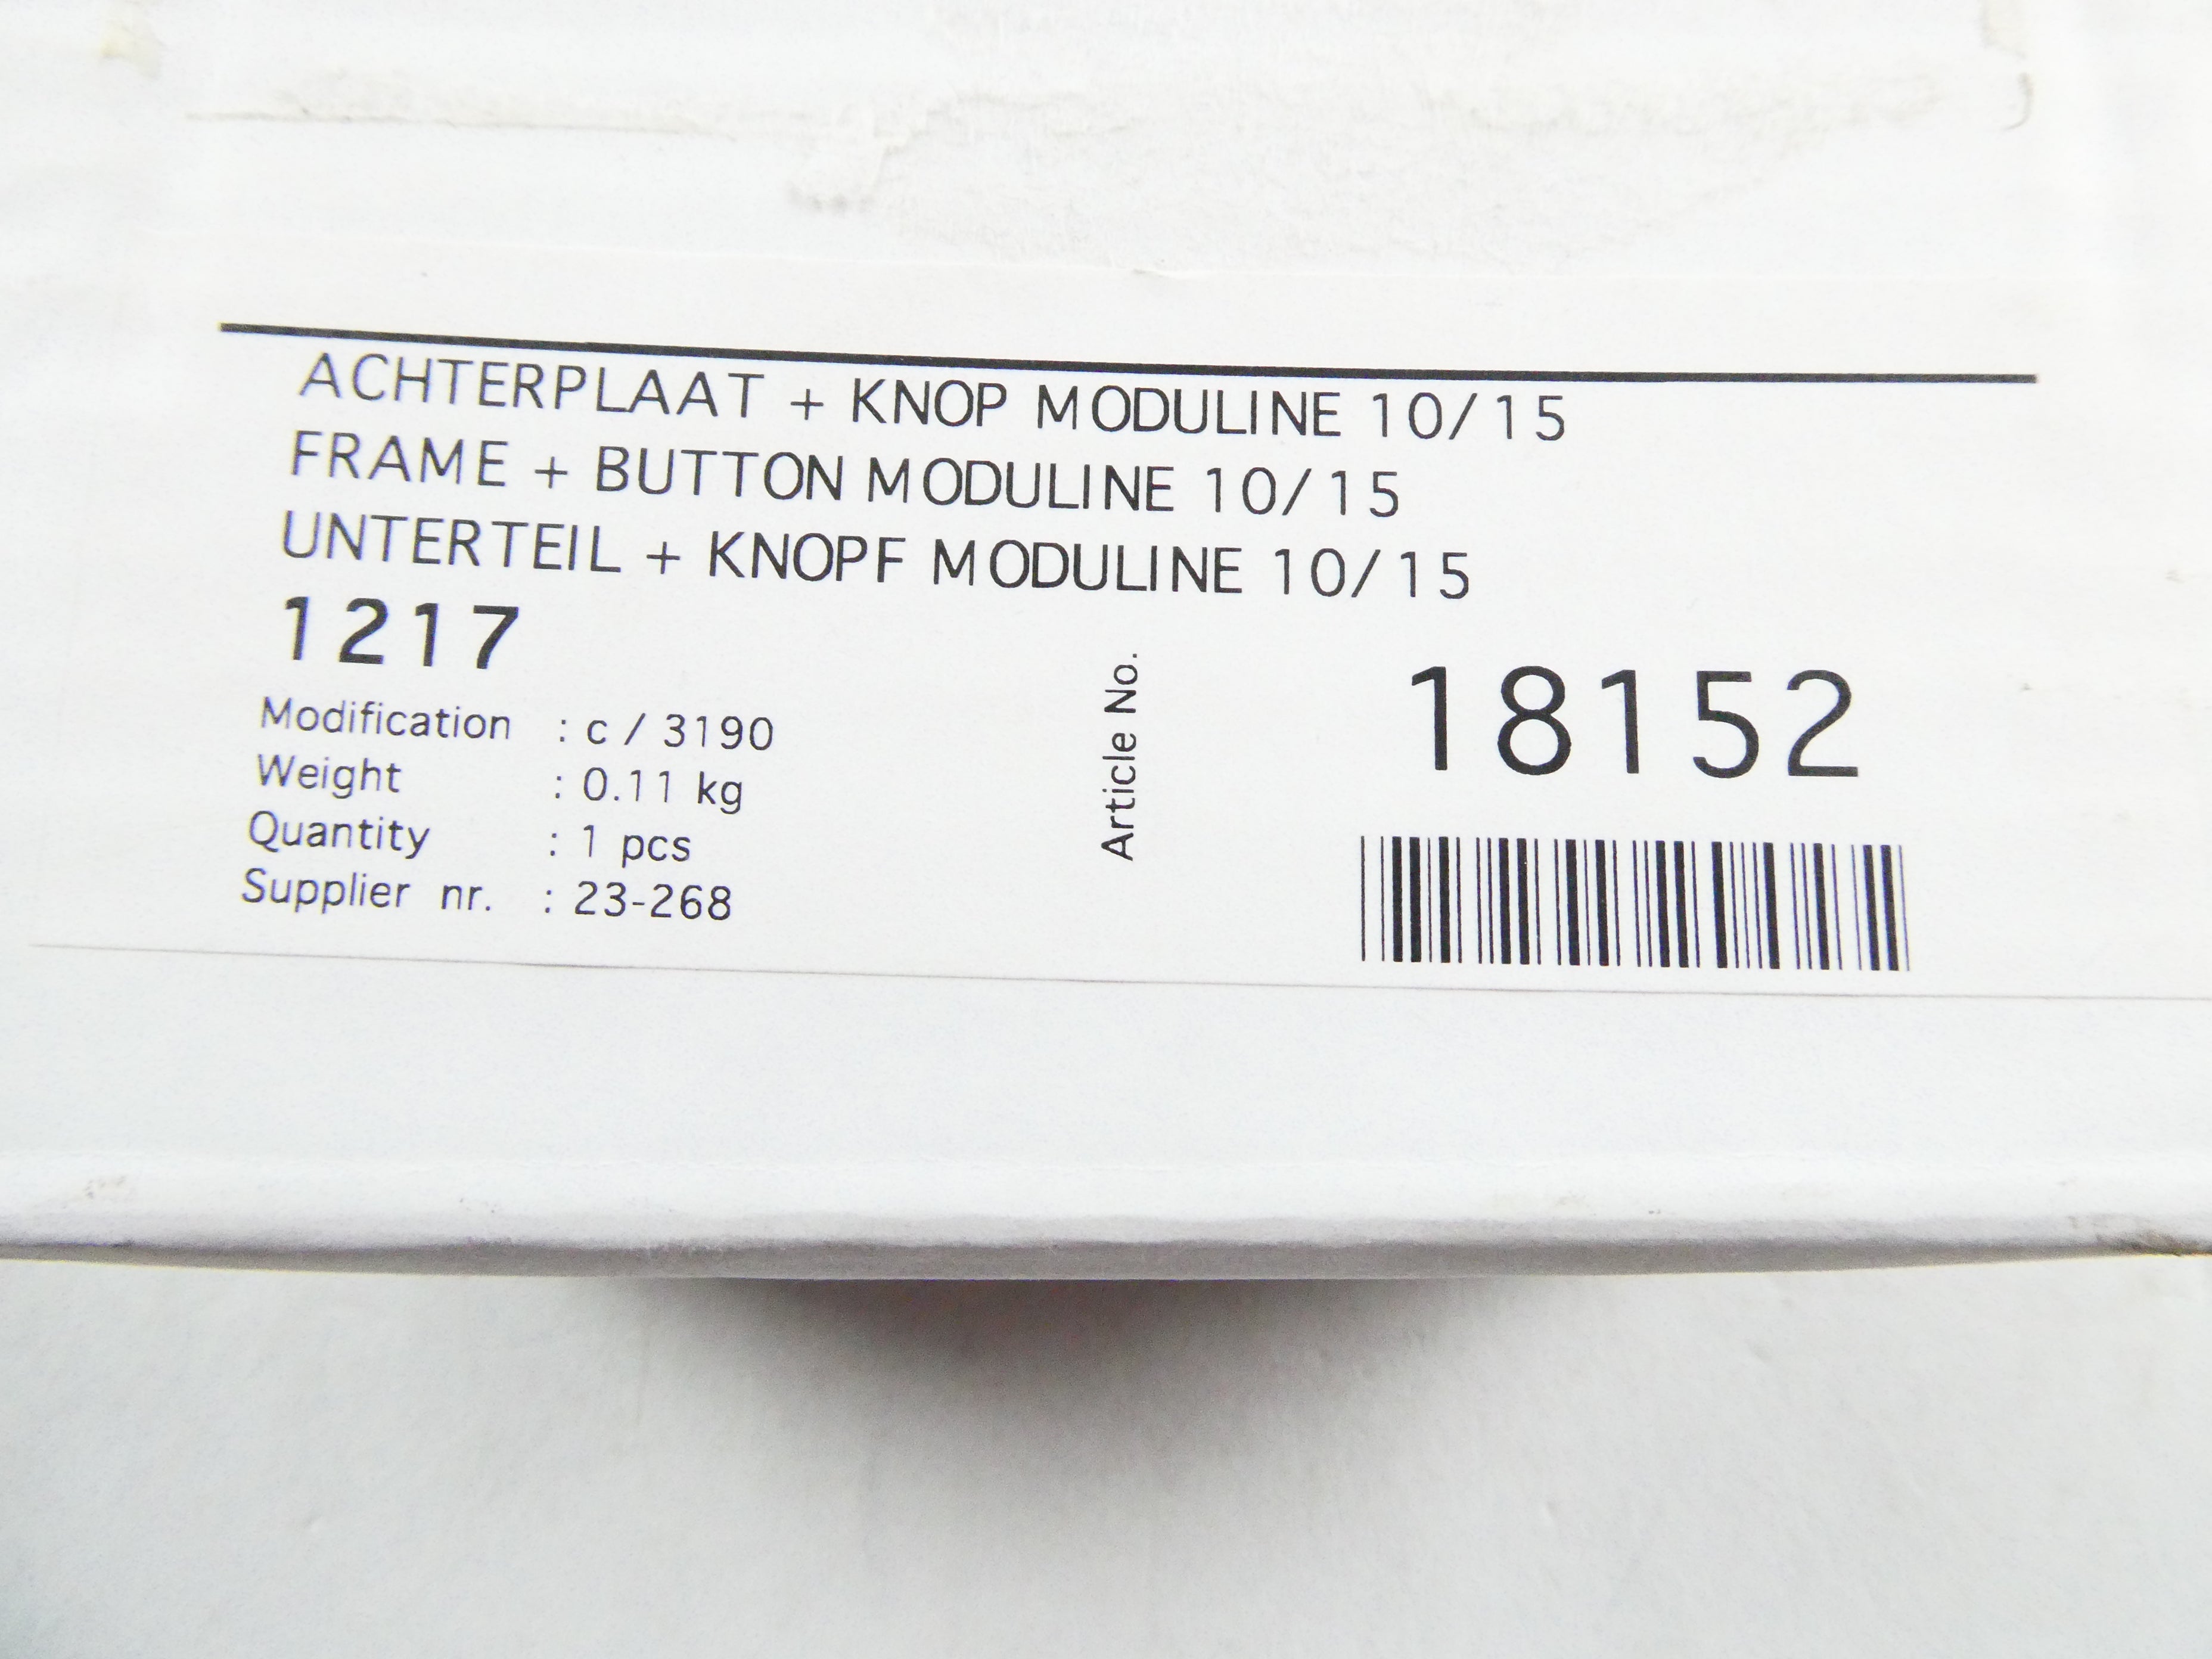 ACHTERPLAAT + KNOP MODULINE 10/15
FRAME + BUTTON MODULINE 10/15
UNTERTEIL + KNOPF MODULINE 10/15
1217
Modification : c / 3190
Weight : 0.11 kg
Quantity : 1 pcs
Supplier nr. : 23-268
Article No.
18152